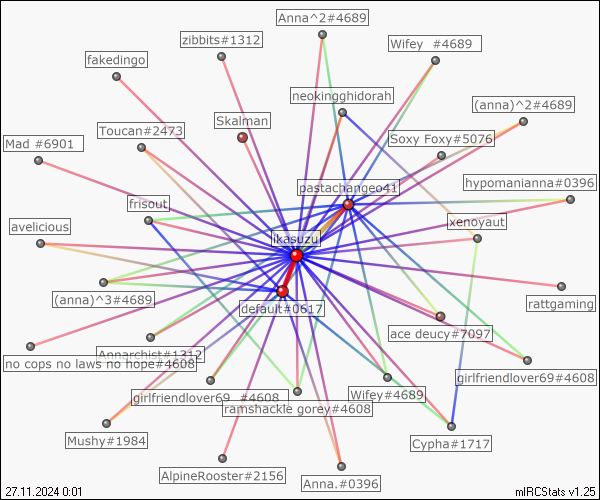 Anna^2#4689
zibbits#1312
Wifey  #4689
fakedingo
neokingghidorah
(anna)^2#4689
Skalman
Toucan#2473
Soxy Foxy#5076
Mad #6901
pastachangeo41
hypomanianna#0396
frisout
xenoyaut
avelicious
ikasuzu
(anna)^3#4689
rattgaming
default#0617
ace deucy#7097
Annarchist#1312
no cops no laws no hope#4608
girlfriendlover69#4608
girlfriendlover69  #4608
Wifey#4689
ramshackle gorey#4608
Mushy#1984
Cypha#1717
AlpineRooster#2156
Anna.#0396
27.11.2024 0:01
mIRCStats v1.25